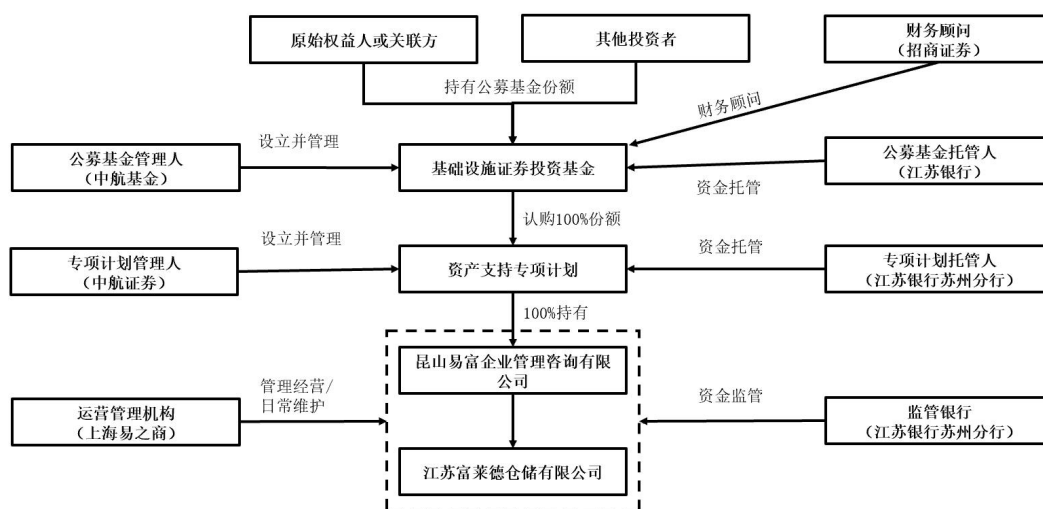 原始权益人或关联方
其他投资者
财务顾问
（招商证券）
持有公募基金份额
财务顾问
设立并管理
公募基金管理人
（中航基金）
基础设施证券投资基金
公募基金托管人
（江苏银行）
资金托管
认购100%份额
设立并管理
资金托管
专项计划管理人
（中航证券）
资产支持专项计划
专项计划托管人
（江苏银行苏州分行）
100%持有
昆山易富企业管理咨询有限
公司
管理经营/
日常维护
资金监管
运营管理机构
（上海易之商）
监管银行
（江苏银行苏州分行）
江苏富莱德仓储有限公司